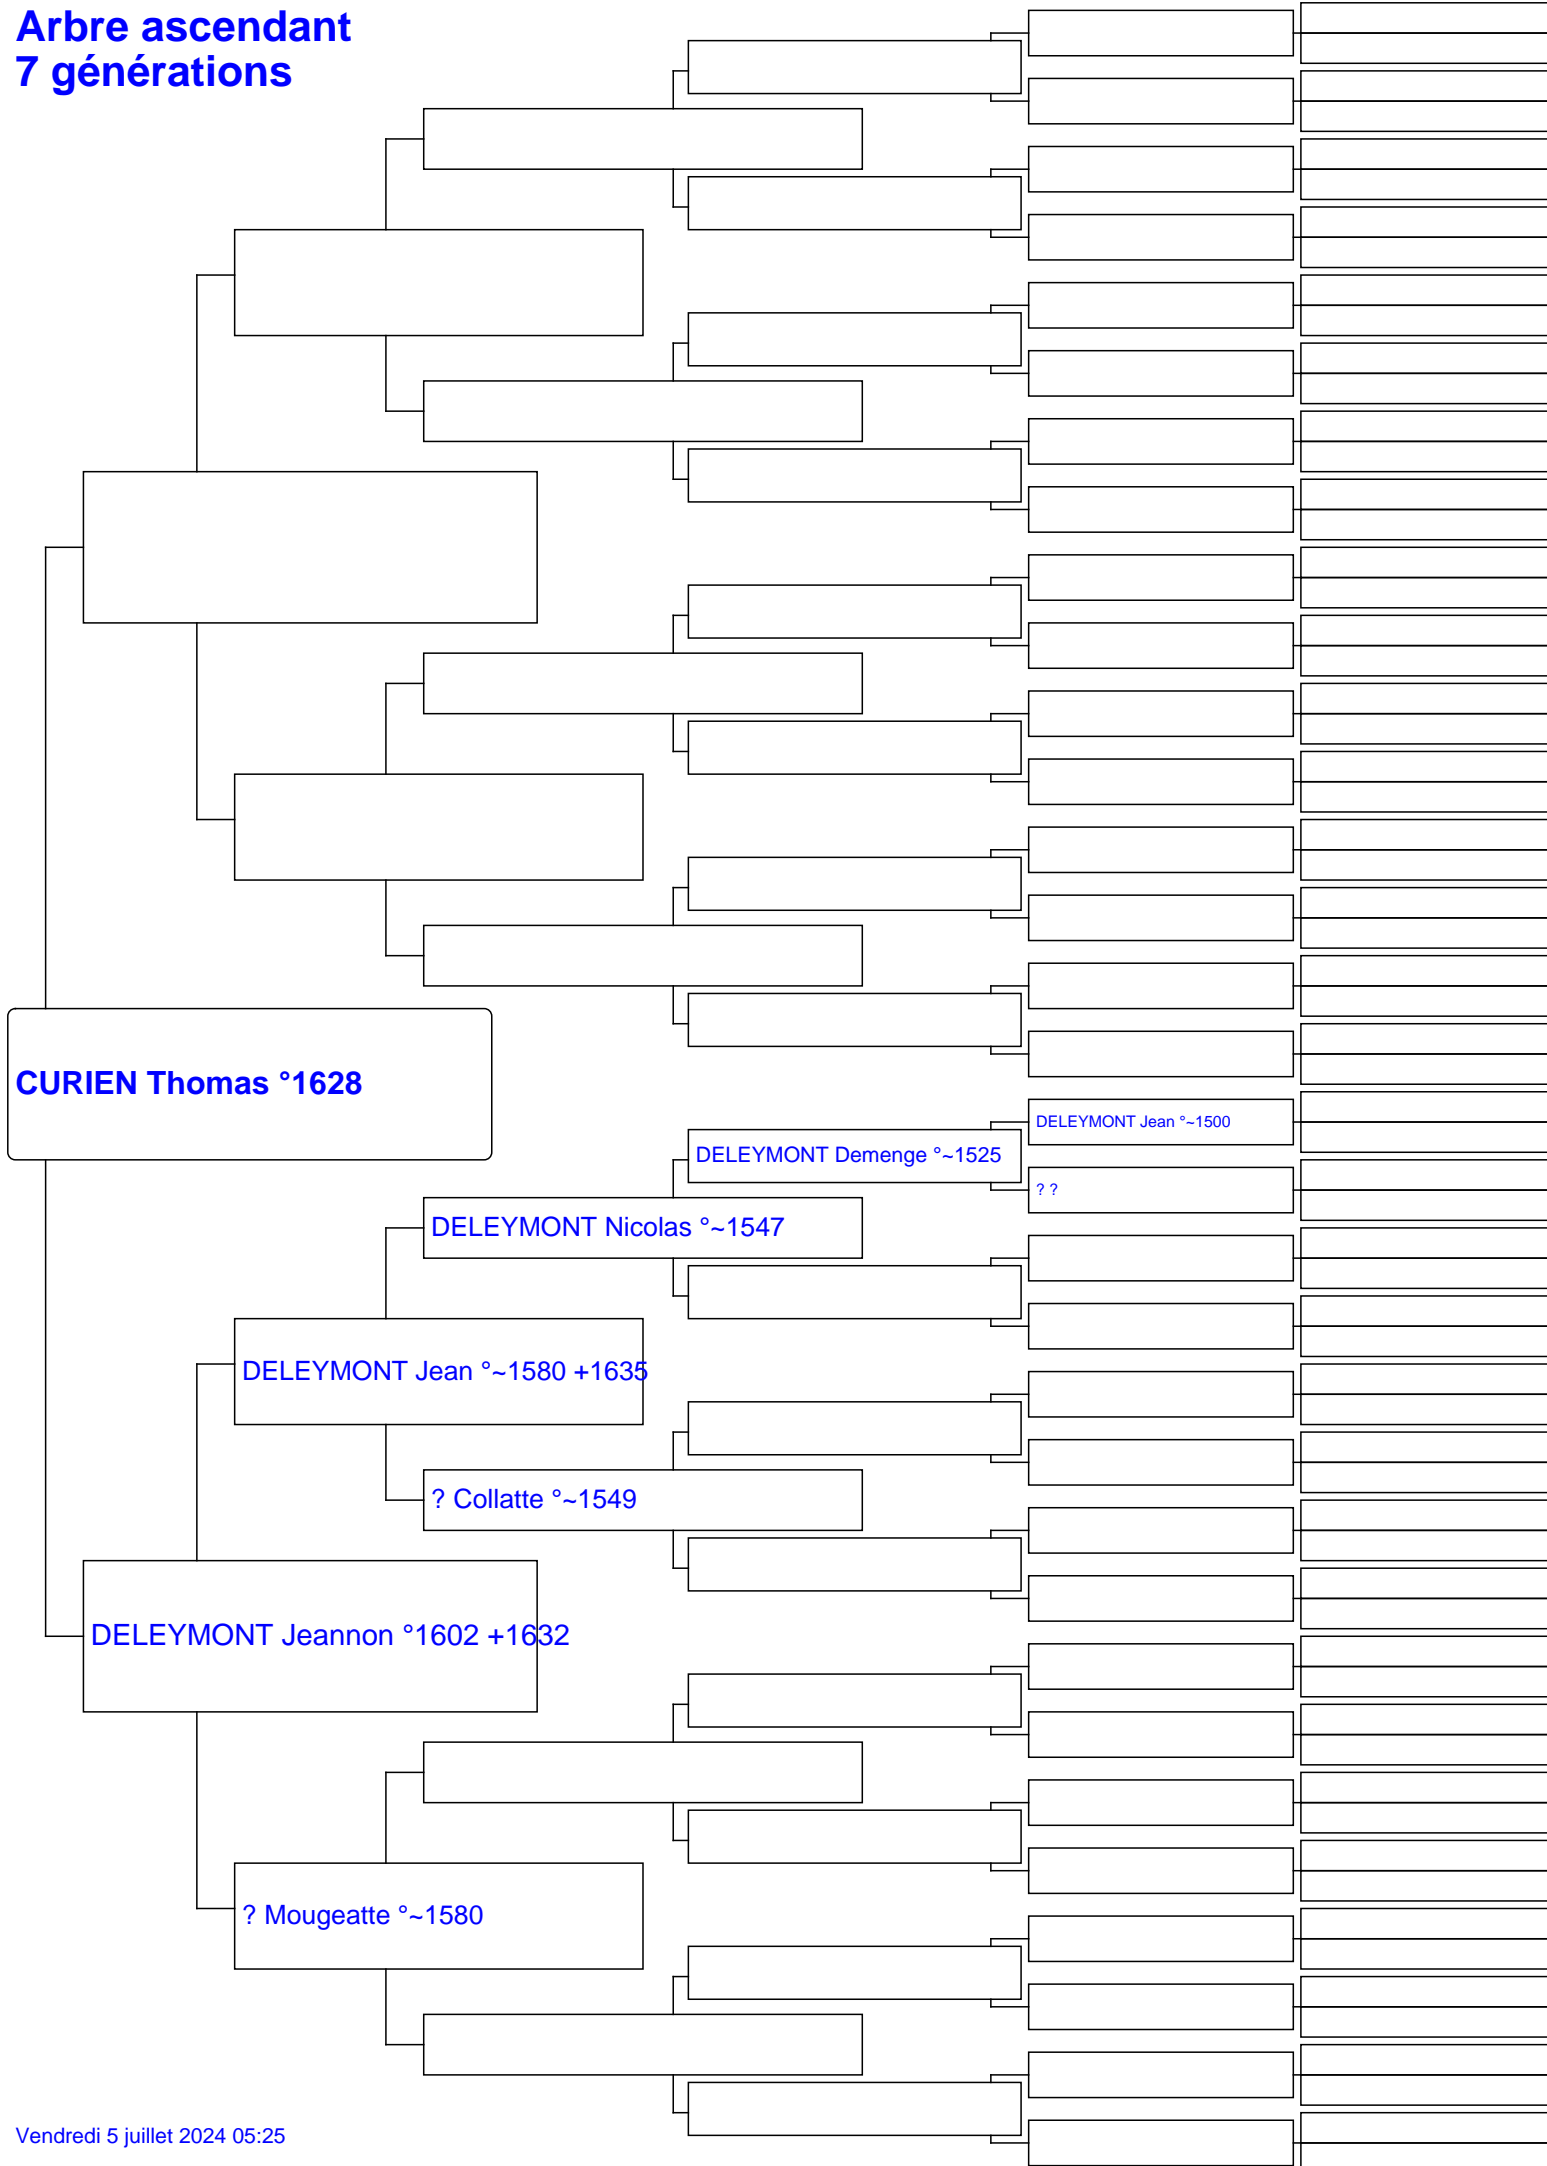 Arbre ascendant
7 générations
CURIEN Thomas °1628
DELEYMONT Jean °~1500
DELEYMONT Demenge °~1525
? ?
DELEYMONT Nicolas °~1547
DELEYMONT Jean °~1580 +1635
? Collatte °~1549
DELEYMONT Jeannon °1602 +1632
? Mougeatte °~1580
Vendredi 5 juillet 2024 05:25